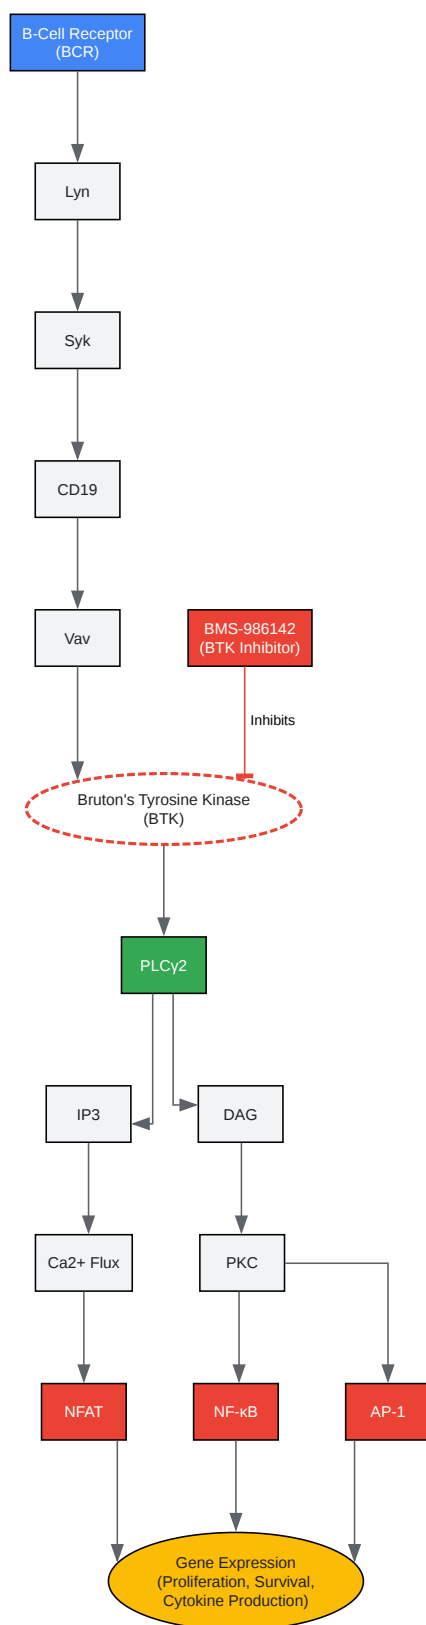 B-Cell Receptor
(BCR)
Lyn
Syk
CD19
Vav
BMS-986142
(BTK Inhibitor)
Inhibits
Bruton's Tyrosine Kinase
(BTK)
PLCγ2
IP3
DAG
Ca2+ Flux
PKC
NFAT
NF-κB
AP-1
Gene Expression
(Proliferation, Survival,
Cytokine Production)